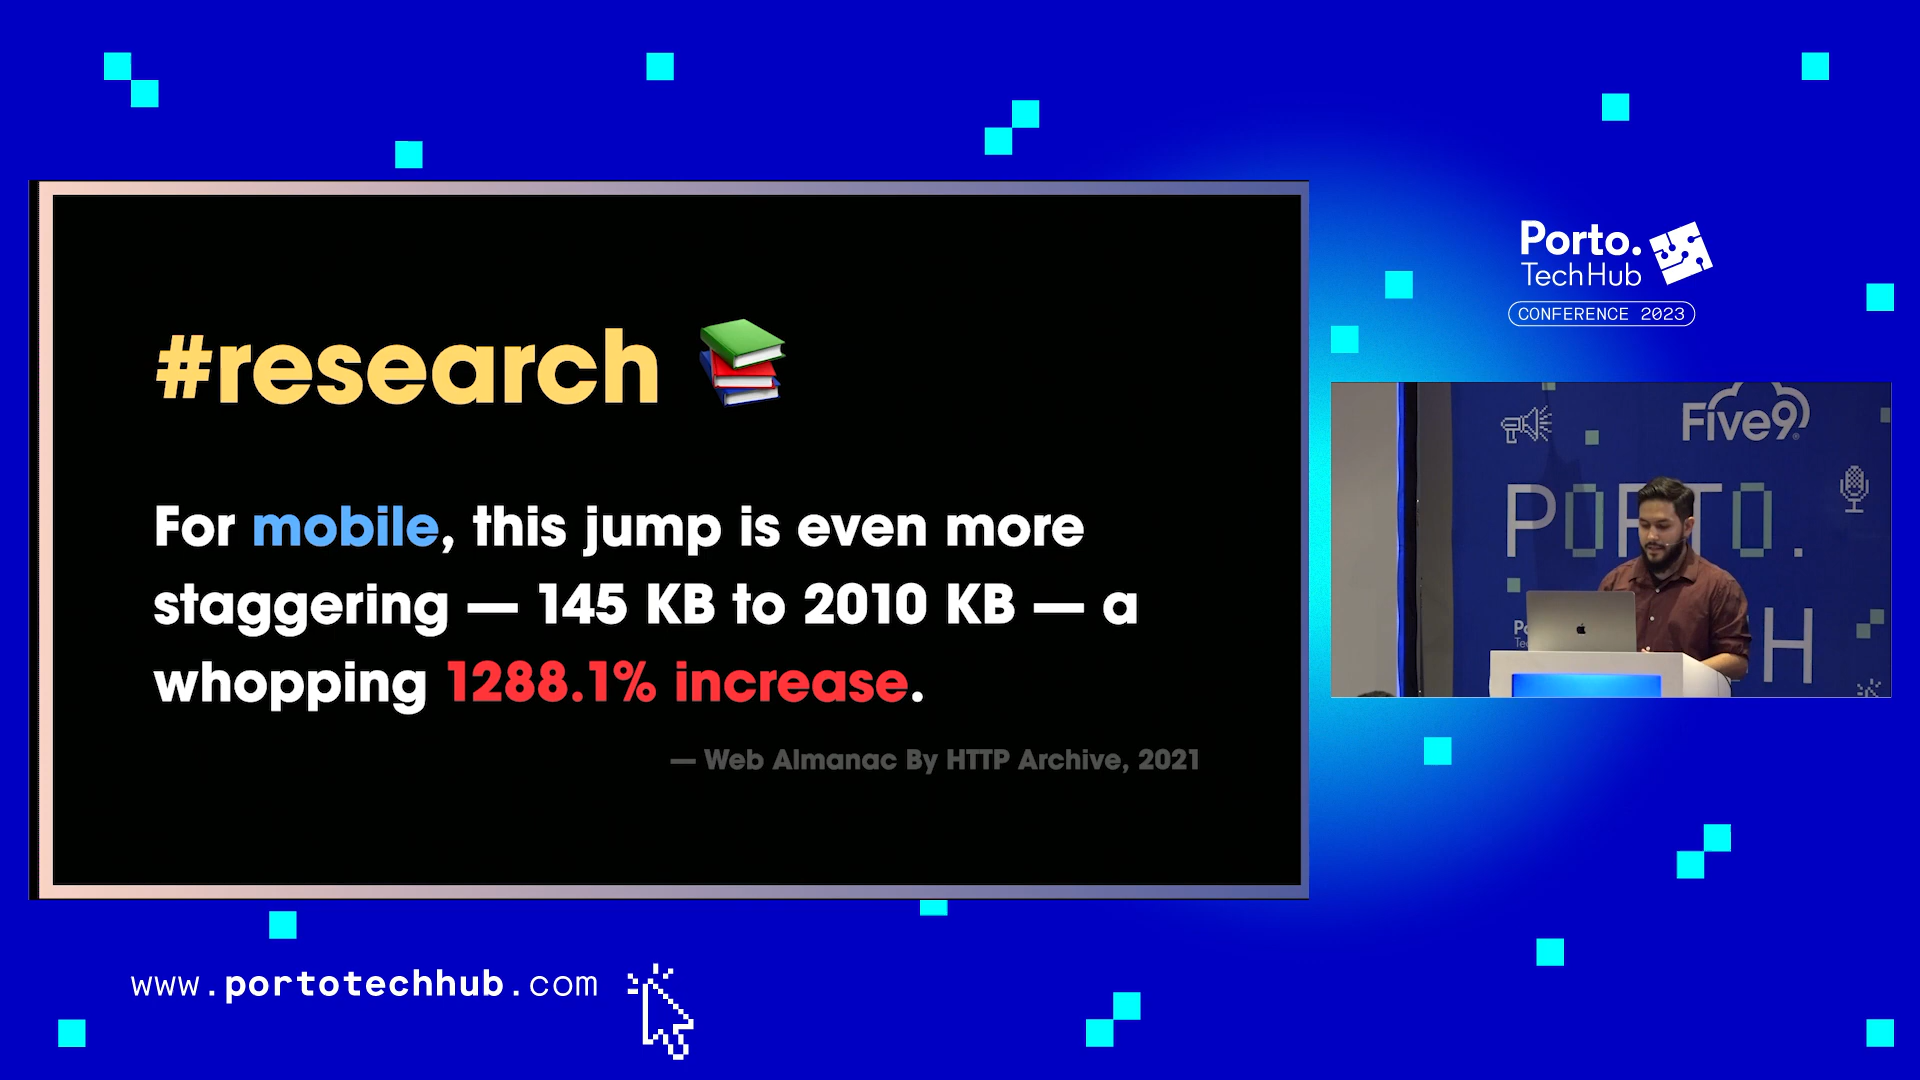 #research
For mobile, this jump is even more
staggering — 145 KB to 2010 KB — a
whopping 1288.1% increase.
— Web Almanac By HTTP Archive, 2021
Porto.
TechHub
CONFERENCE 2023
Five9
PORTO.
H
www.portotechhub.com